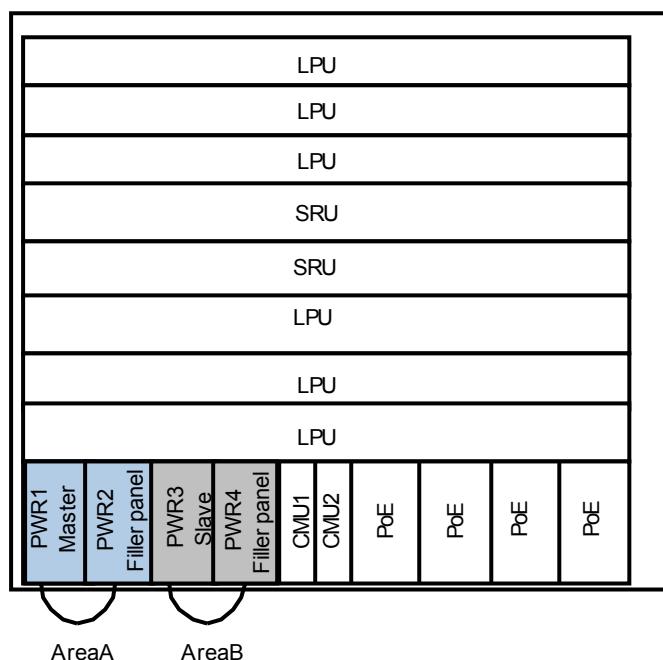 LPU
LPU
LPU
SRU
SRU
LPU
LPU
LPU
PWR1
Master
PWR2
Filler panel
PWR3
Slave
PWR4
Filler panel
CMU1
CMU2
PoE
PoE
PoE
PoE
AreaA
AreaB